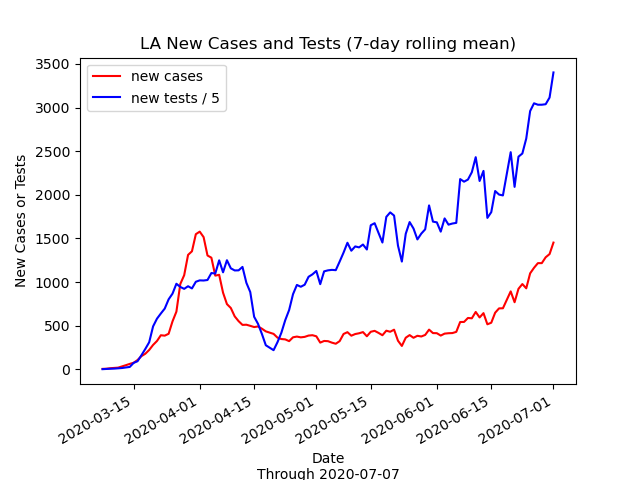 LA New Cases and Tests (7-day rolling mean)
new cases
new tests / 5
New Cases or Tests
3500
3000
2500
2000
1500
1000
500
0
2020-03-15
2020-04-01
2020-04-15
2020-05-01
2020-05-15
2020-06-01
2020-06-15
2020-07-01
Date
Through 2020-07-07